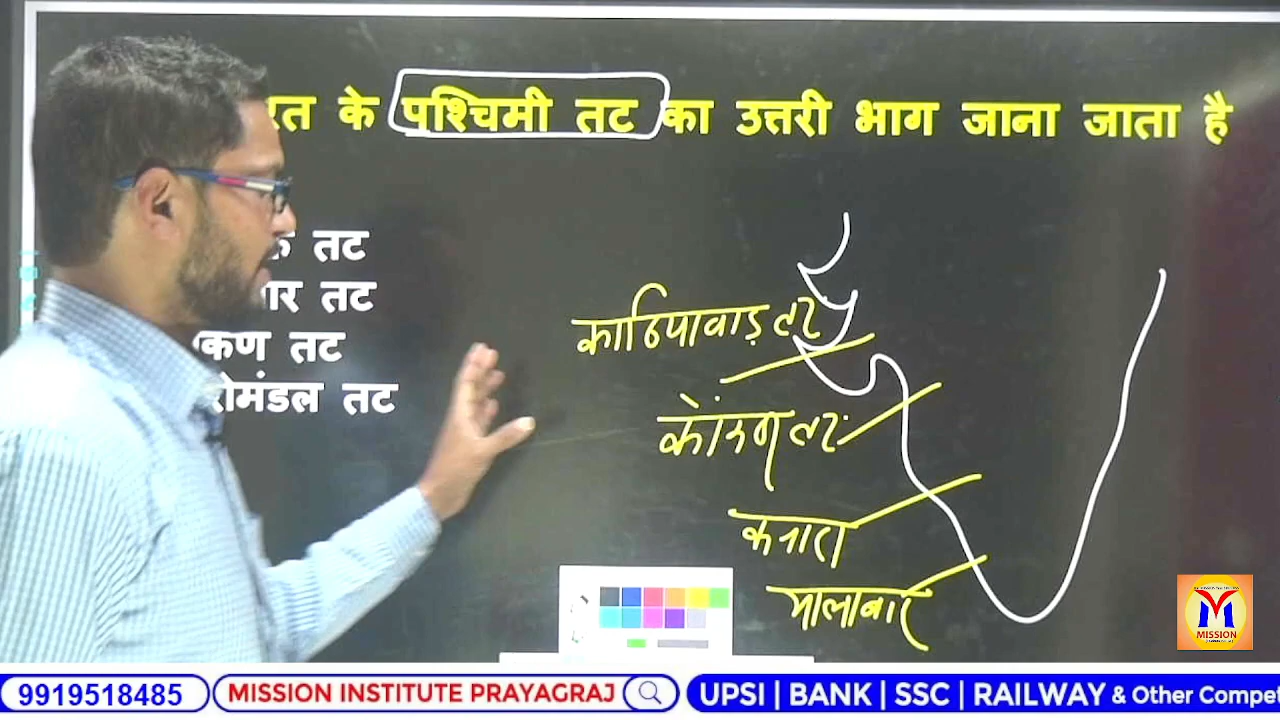 रत के पश्चिमी तट का उत्तरी भाग जाना जाता है
तट
ार तट
कण तट
रोमंडल तट
काठियावाड़ तट
कोंकण तट
कनारा
मालाबार
MISSION
9919518485
MISSION INSTITUTE PRAYAGRAJ
UPSI | BANK | SSC | RAILWAY & Other Compet